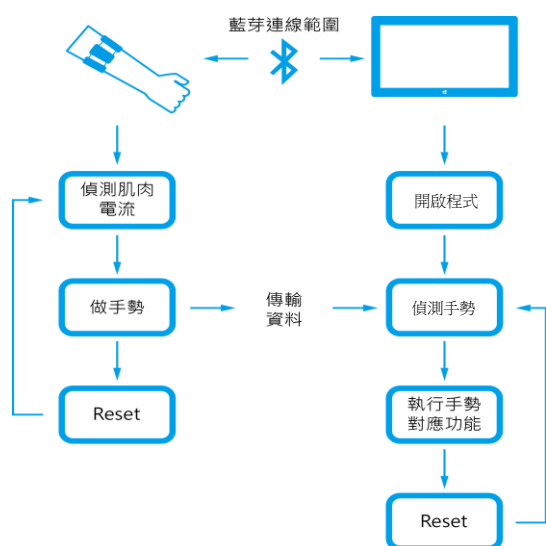 藍芽連線範圍
偵測肌肉
電流
開啟程式
做手勢
傳輸
資料
偵測手勢
Reset
執行手勢
對應功能
Reset